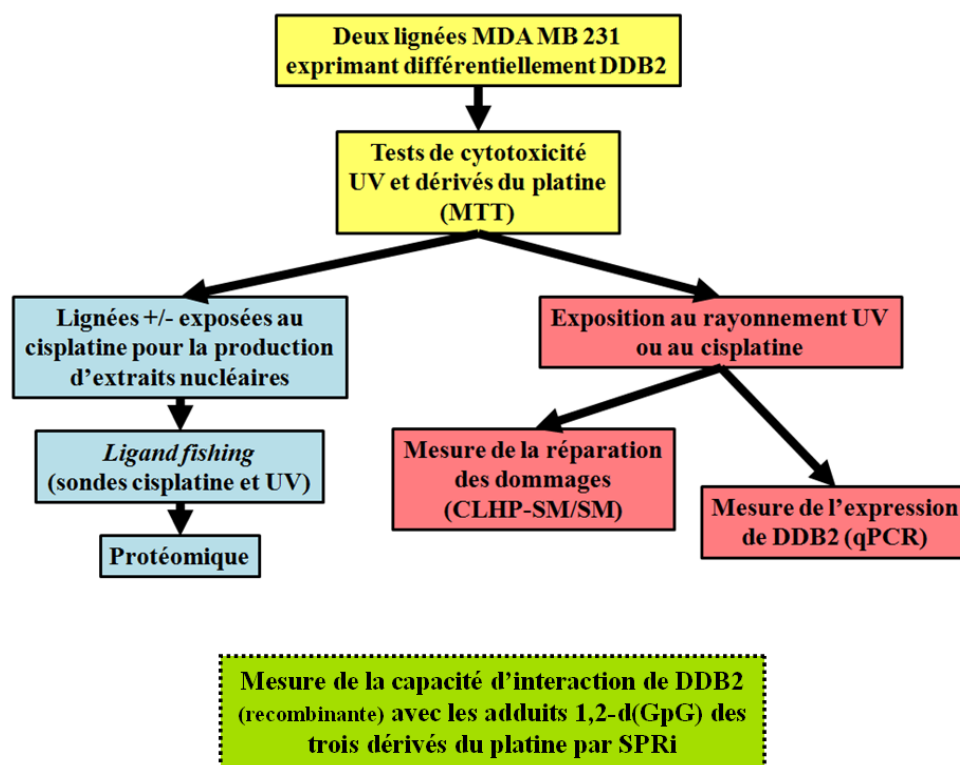 Deux lignées MDA MB 231
exprimant différentiellement DDB2
Tests de cytotoxicité
UV et dérivés du platine
(MTT)
Lignées +/- exposées au
cisplatine pour la production
d'extraits nucléaires
Ligand fishing
(sondes cisplatine et UV)
Protéomique
Exposition au rayonnement UV
ou au cisplatine
Mesure de la réparation
des dommages
(CLHP-SM/SM)
Mesure de l'expression
de DDB2 (qPCR)
Mesure de la capacité d'interaction de DDB2
(recombinante) avec les adduits 1,2-d(GpG) des
trois dérivés du platine par SPRi